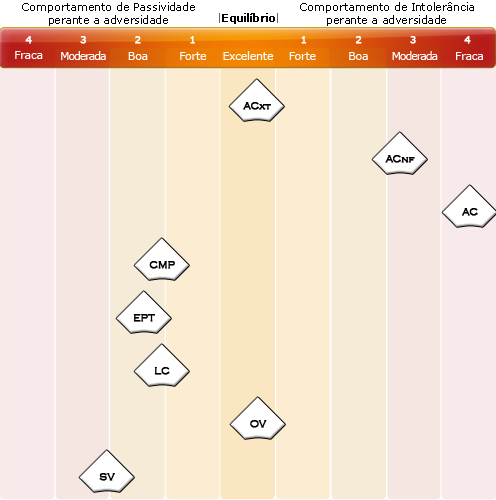 Comportamento de Passividade
perante a adversidade
|Equilíbrio|
Comportamento de Intolerância
perante a adversidade
4 3 2 1 1 2 3 4
Fraca Moderada Boa Forte Excelente Forte Boa Moderada Fraca
ACXT
ACNF
AC
CMP
EPT
LC
OV
SV